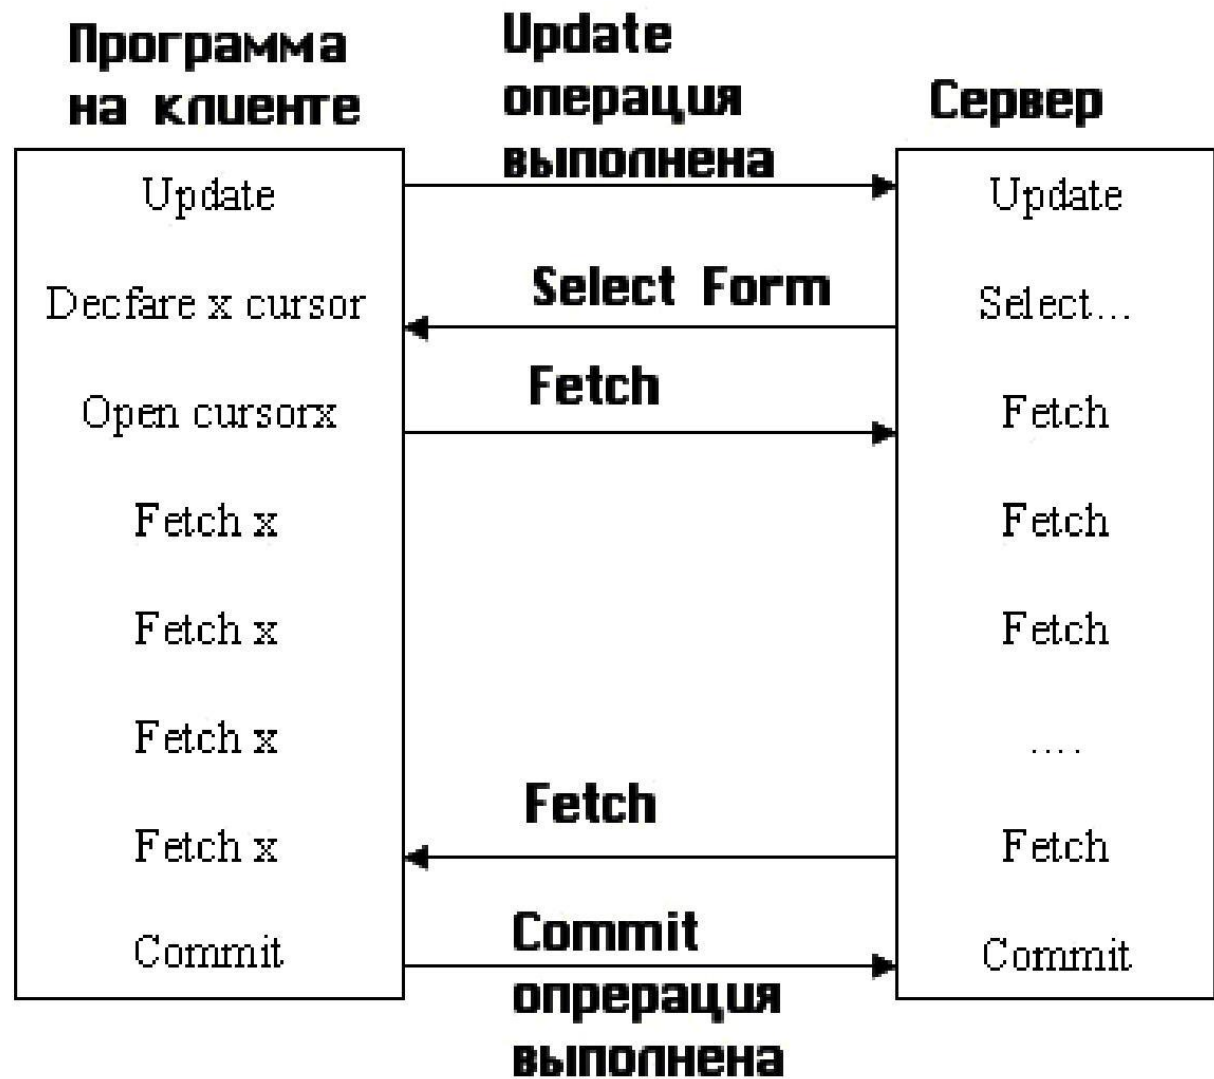 Программа
на клиенте
Update
операция
выполнена
Сервер
Update
Update
Decfare x cursor
Select Form
Select...
Open cursorx
Fetch
Fetch
Fetch x
Fetch
Fetch x
Fetch
Fetch x
....
Fetch x
Fetch
Fetch
Commit
Commit
опрерация
выполнена
Commit